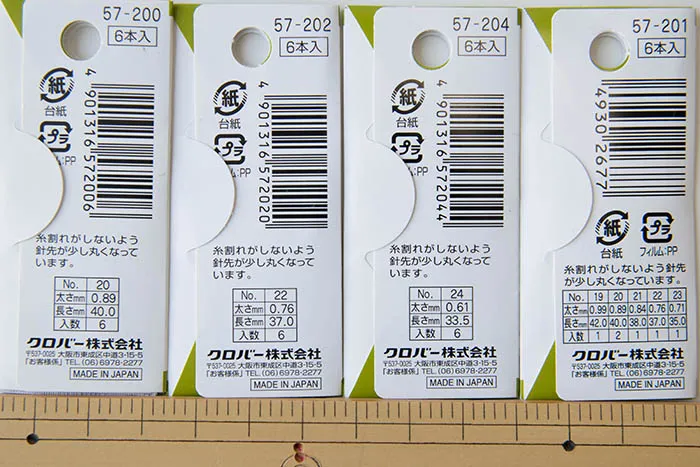 57-200
6本入
紙
台紙
プラ
ルム:PP
4 901316 572006
糸割れがしないよう
針先が少し丸くなって
います。
No. 20
太さmm 0.89
長さmm 40.0
入数 6
クロバー株式会社
〒537-0025 大阪市東成区中道3-15-5
「お客様係」TEL.(06)6978-2277
MADE IN JAPAN
57-202
6本入
紙
台紙
プラ
ルム:PP
4 901316 572020
糸割れがしないよう
針先が少し丸くなって
います。
No. 22
太さmm 0.76
長さmm 37.0
入数 6
クロバー株式会社
〒537-0025 大阪市東成区中道3-15-5
「お客様係」TEL.(06)6978-2277
MADE IN JAPAN
57-204
6本入
紙
台紙
プラ
ルム:PP
4 901316 572044
糸割れがしないよう
針先が少し丸くなって
います。
No. 24
太さmm 0.61
長さmm 33.5
入数 6
クロバー株式会社
〒537-0025 大阪市東成区中道3-15-5
「お客様係」TEL.(06)6978-2277
MADE IN JAPAN
57-201
6本入
49302677
紙
台紙
プラ
フィルム:PP
糸割れがしないよう針先
が少し丸くなっています。
No. 19 20 21 22 23
太さmm 0.99 0.89 0.84 0.76 0.71
長さmm 42.0 40.0 38.0 37.0 35.0
入数 1 2 1 1 1
クロバー株式会社
〒537-0025 大阪市東成区中道3-15-5
「お客様係」TEL.(06)6978-2277
MADE IN JAPAN